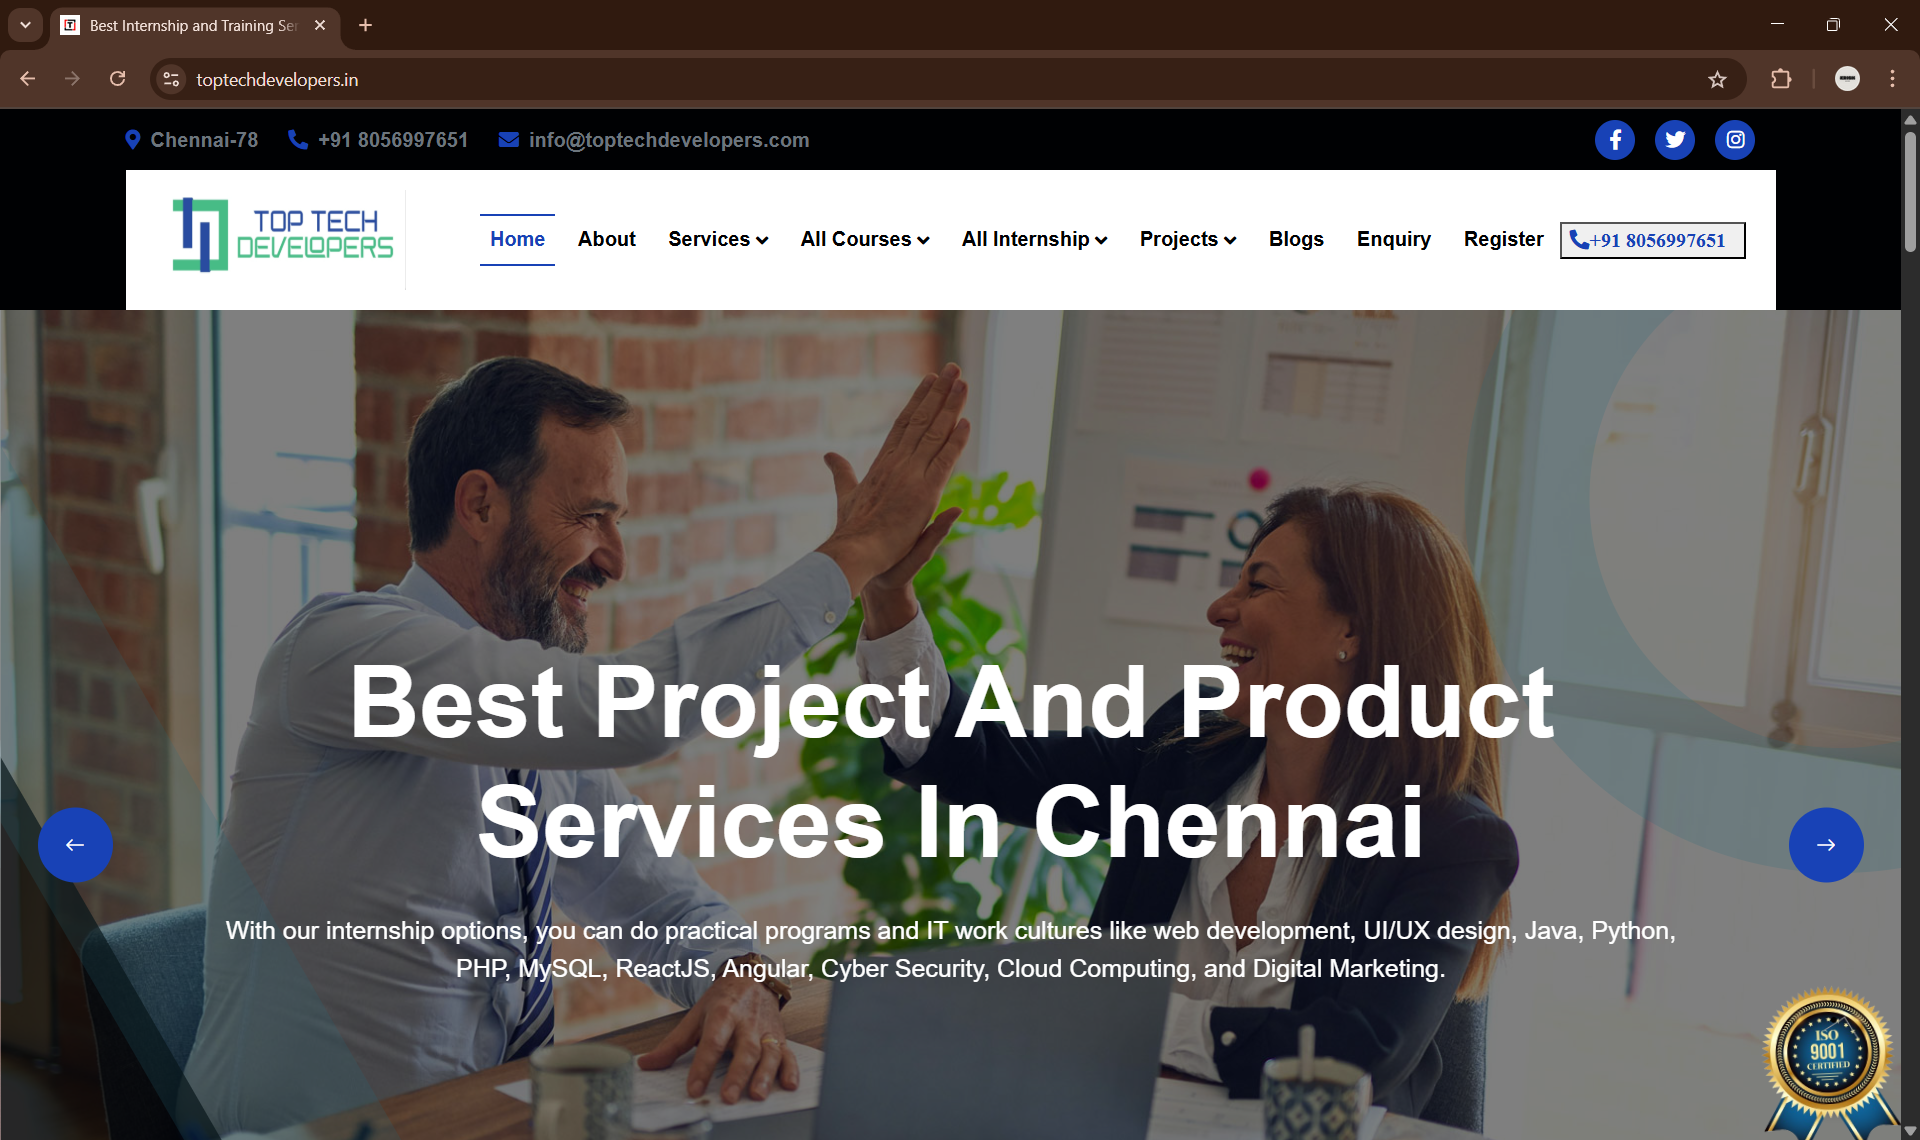 Best Internship and Training Ser
toptechdevelopers.in
Chennai-78 +91 8056997651 info@toptechdevelopers.com
TOP TECH
DEVELOPERS
Home About Services All Courses All Internship Projects Blogs Enquiry Register +91 8056997651
Best Project And Product
Services In Chennai
With our internship options, you can do practical programs and IT work cultures like web development, UI/UX design, Java, Python,
PHP, MySQL, ReactJS, Angular, Cyber Security, Cloud Computing, and Digital Marketing.
ISO
9001
CERTIFIED